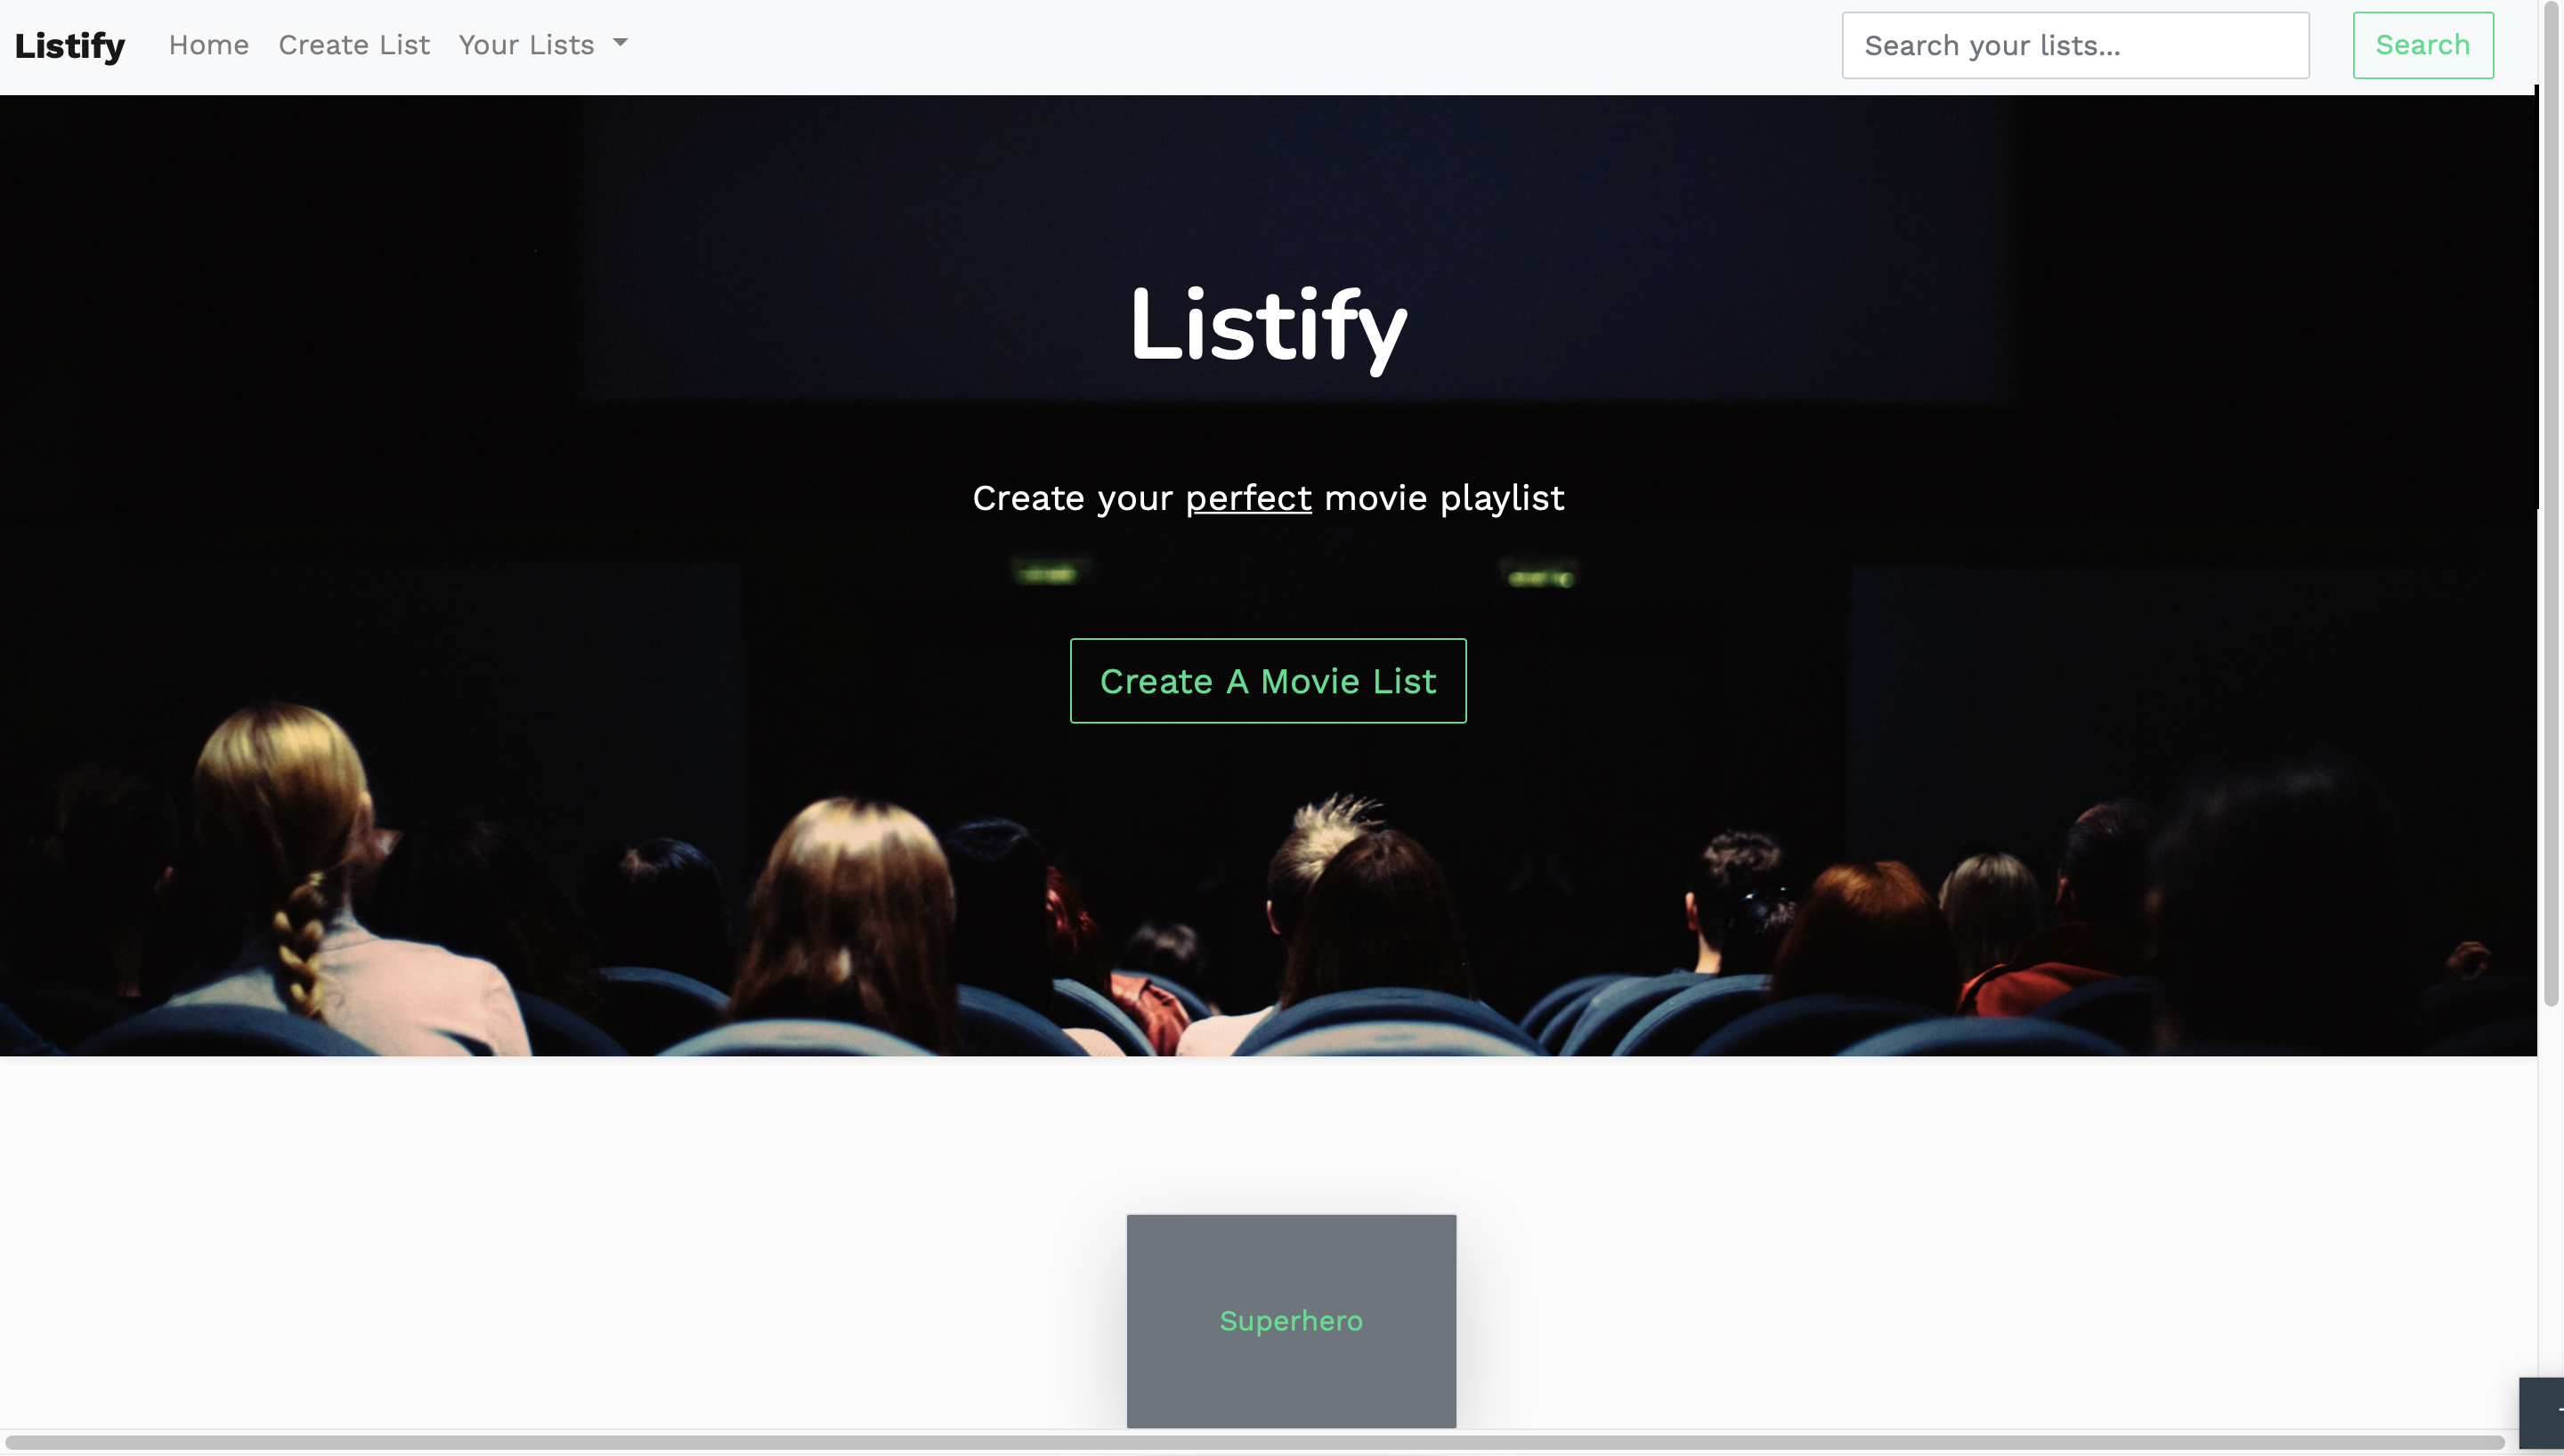 Listify Home Create List Your Lists Search your lists... Search
Listify
Create your perfect movie playlist
Create A Movie List
Superhero